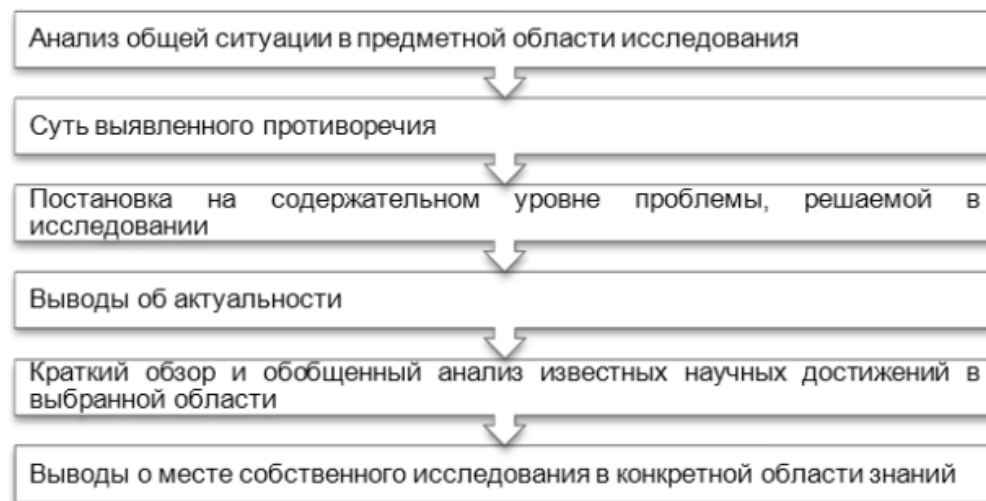 Анализ общей ситуации в предметной области исследования
Суть выявленного противоречия
Постановка на содержательном уровне проблемы, решаемой в
исследовании
Выводы об актуальности
Краткий обзор и обобщенный анализ известных научных достижений в
выбранной области
Выводы о месте собственного исследования в конкретной области знаний